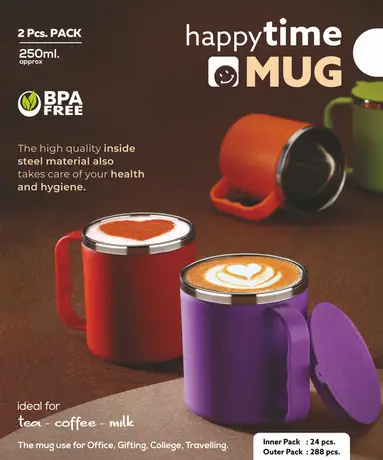 2 Pcs. PACK
250ml.
approx
happytime
MUG
BPA
FREE
The high quality inside
steel material also
takes care of your health
and hygiene.
ideal for
tea - coffee - milk
The mug use for Office, Gifting, College, Travelling.
Inner Pack : 24 pcs.
Outer Pack : 288 pcs.